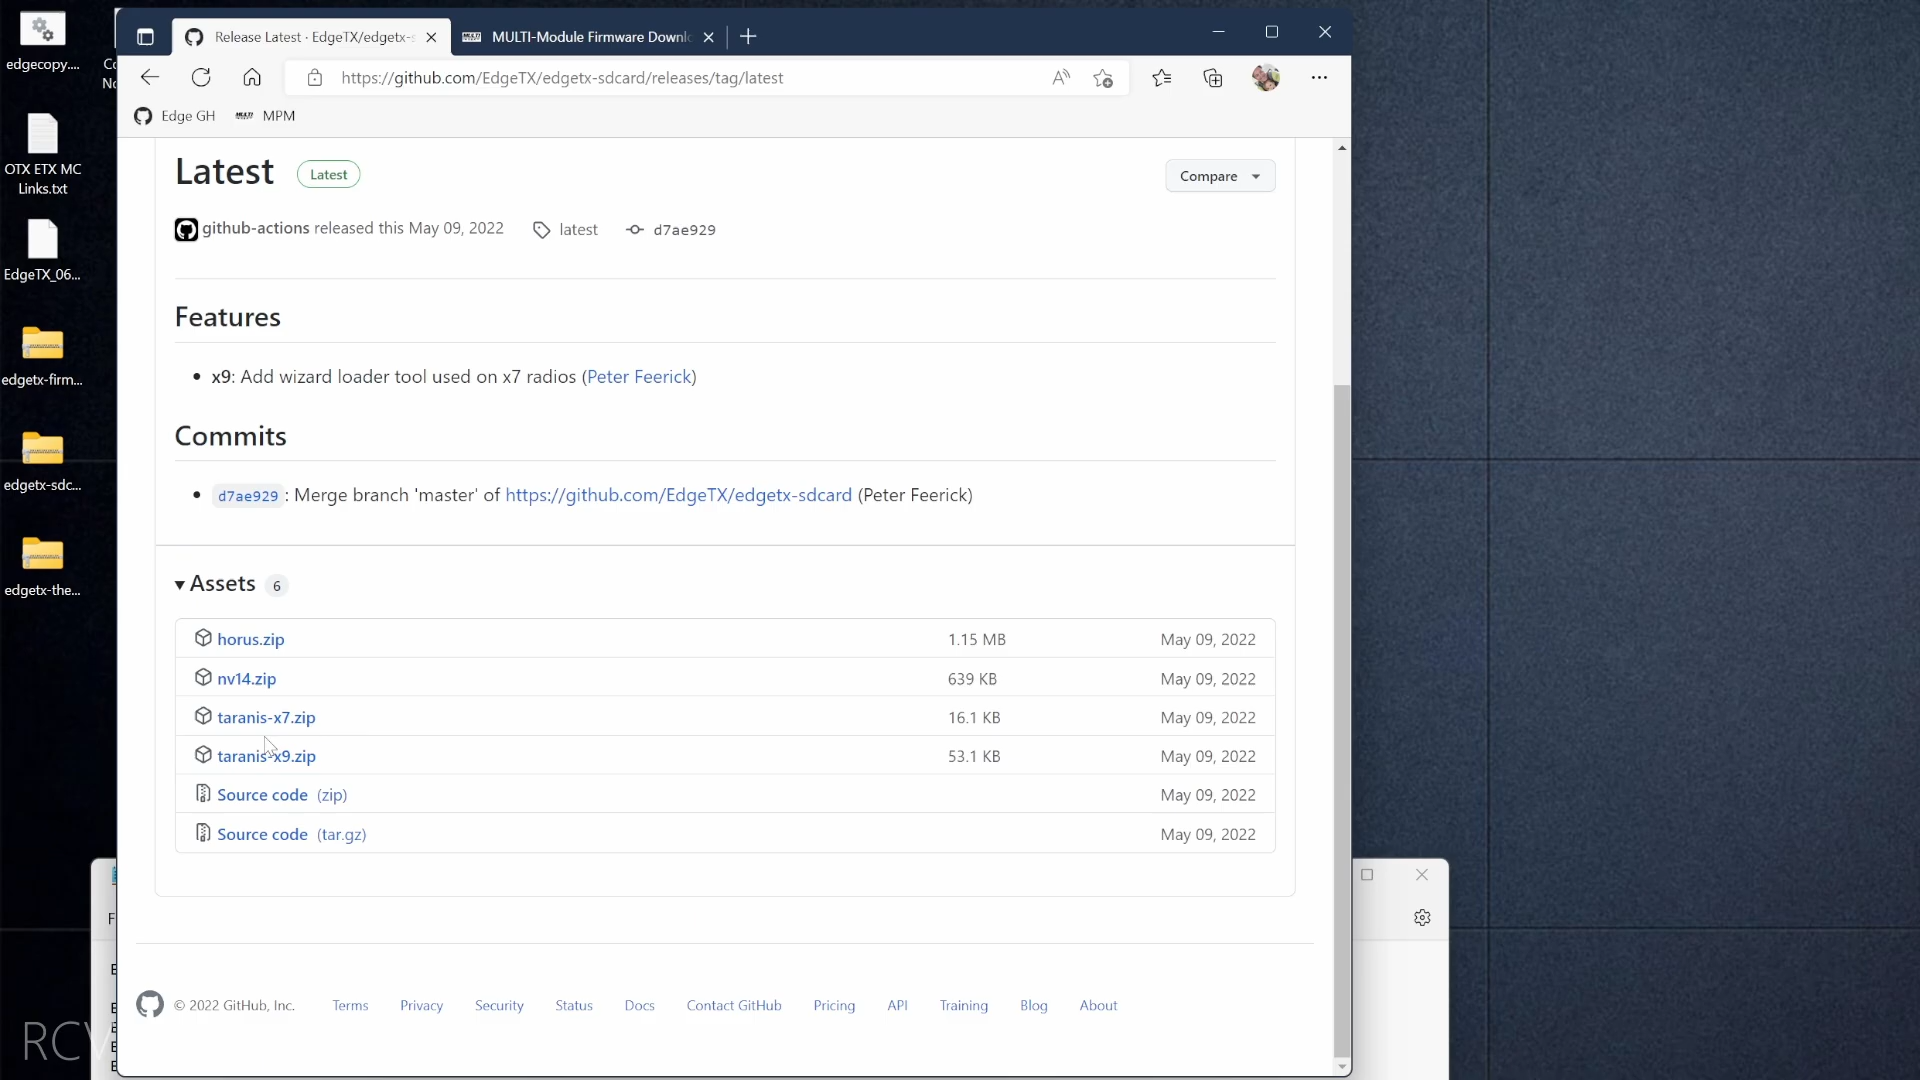 edgecopy....
OTX ETX MC
Links.txt
EdgeTX_06...
edgetx-firm...
edgetx-sdc...
edgetx-the...
Release Latest · EdgeTX/edgetx-s
MULTI-Module Firmware Downl
https://github.com/EdgeTX/edgetx-sdcard/releases/tag/latest
Edge GH
MULTI MPM
Latest Latest
Compare
github-actions released this May 09, 2022 latest d7ae929
Features
• x9: Add wizard loader tool used on x7 radios (Peter Feerick)
Commits
• d7ae929 : Merge branch 'master' of https://github.com/EdgeTX/edgetx-sdcard (Peter Feerick)
Assets 6
horus.zip 1.15 MB May 09, 2022
nv14.zip 639 KB May 09, 2022
taranis-x7.zip 16.1 KB May 09, 2022
taranis-x9.zip 53.1 KB May 09, 2022
Source code (zip) May 09, 2022
Source code (tar.gz) May 09, 2022
© 2022 GitHub, Inc. Terms Privacy Security Status Docs Contact GitHub Pricing API Training Blog About